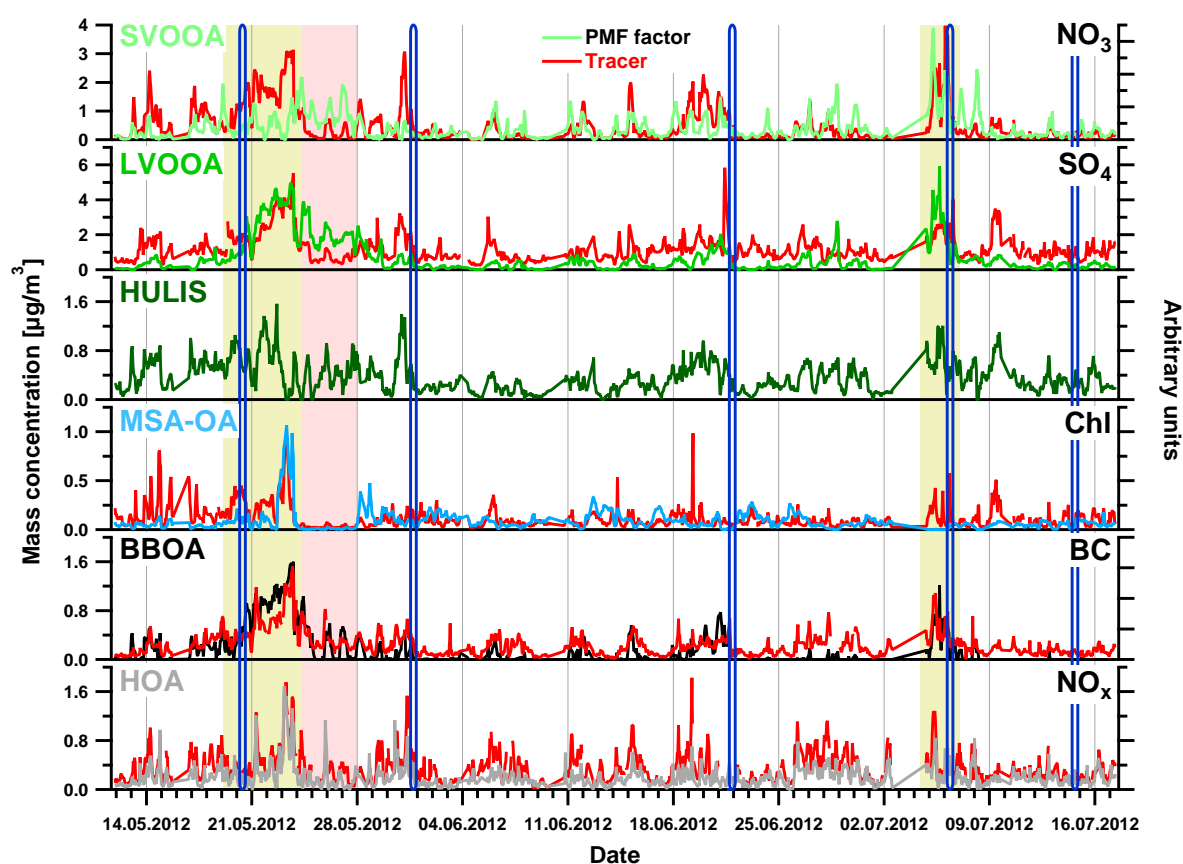 SVOOA
PMF factor
Tracer
NO3
4
3
2
1
0
LVOOA
SO4
6
4
2
0
HULIS
1.6
0.8
0.0
MSA-OA
Chl
1.0
0.5
0.0
BBOA
BC
1.6
0.8
0.0
HOA
NOx
1.6
0.8
0.0
Mass concentration [µg/m3]
Arbitrary units
14.05.2012 21.05.2012 28.05.2012 04.06.2012 11.06.2012 18.06.2012 25.06.2012 02.07.2012 09.07.2012 16.07.2012
Date